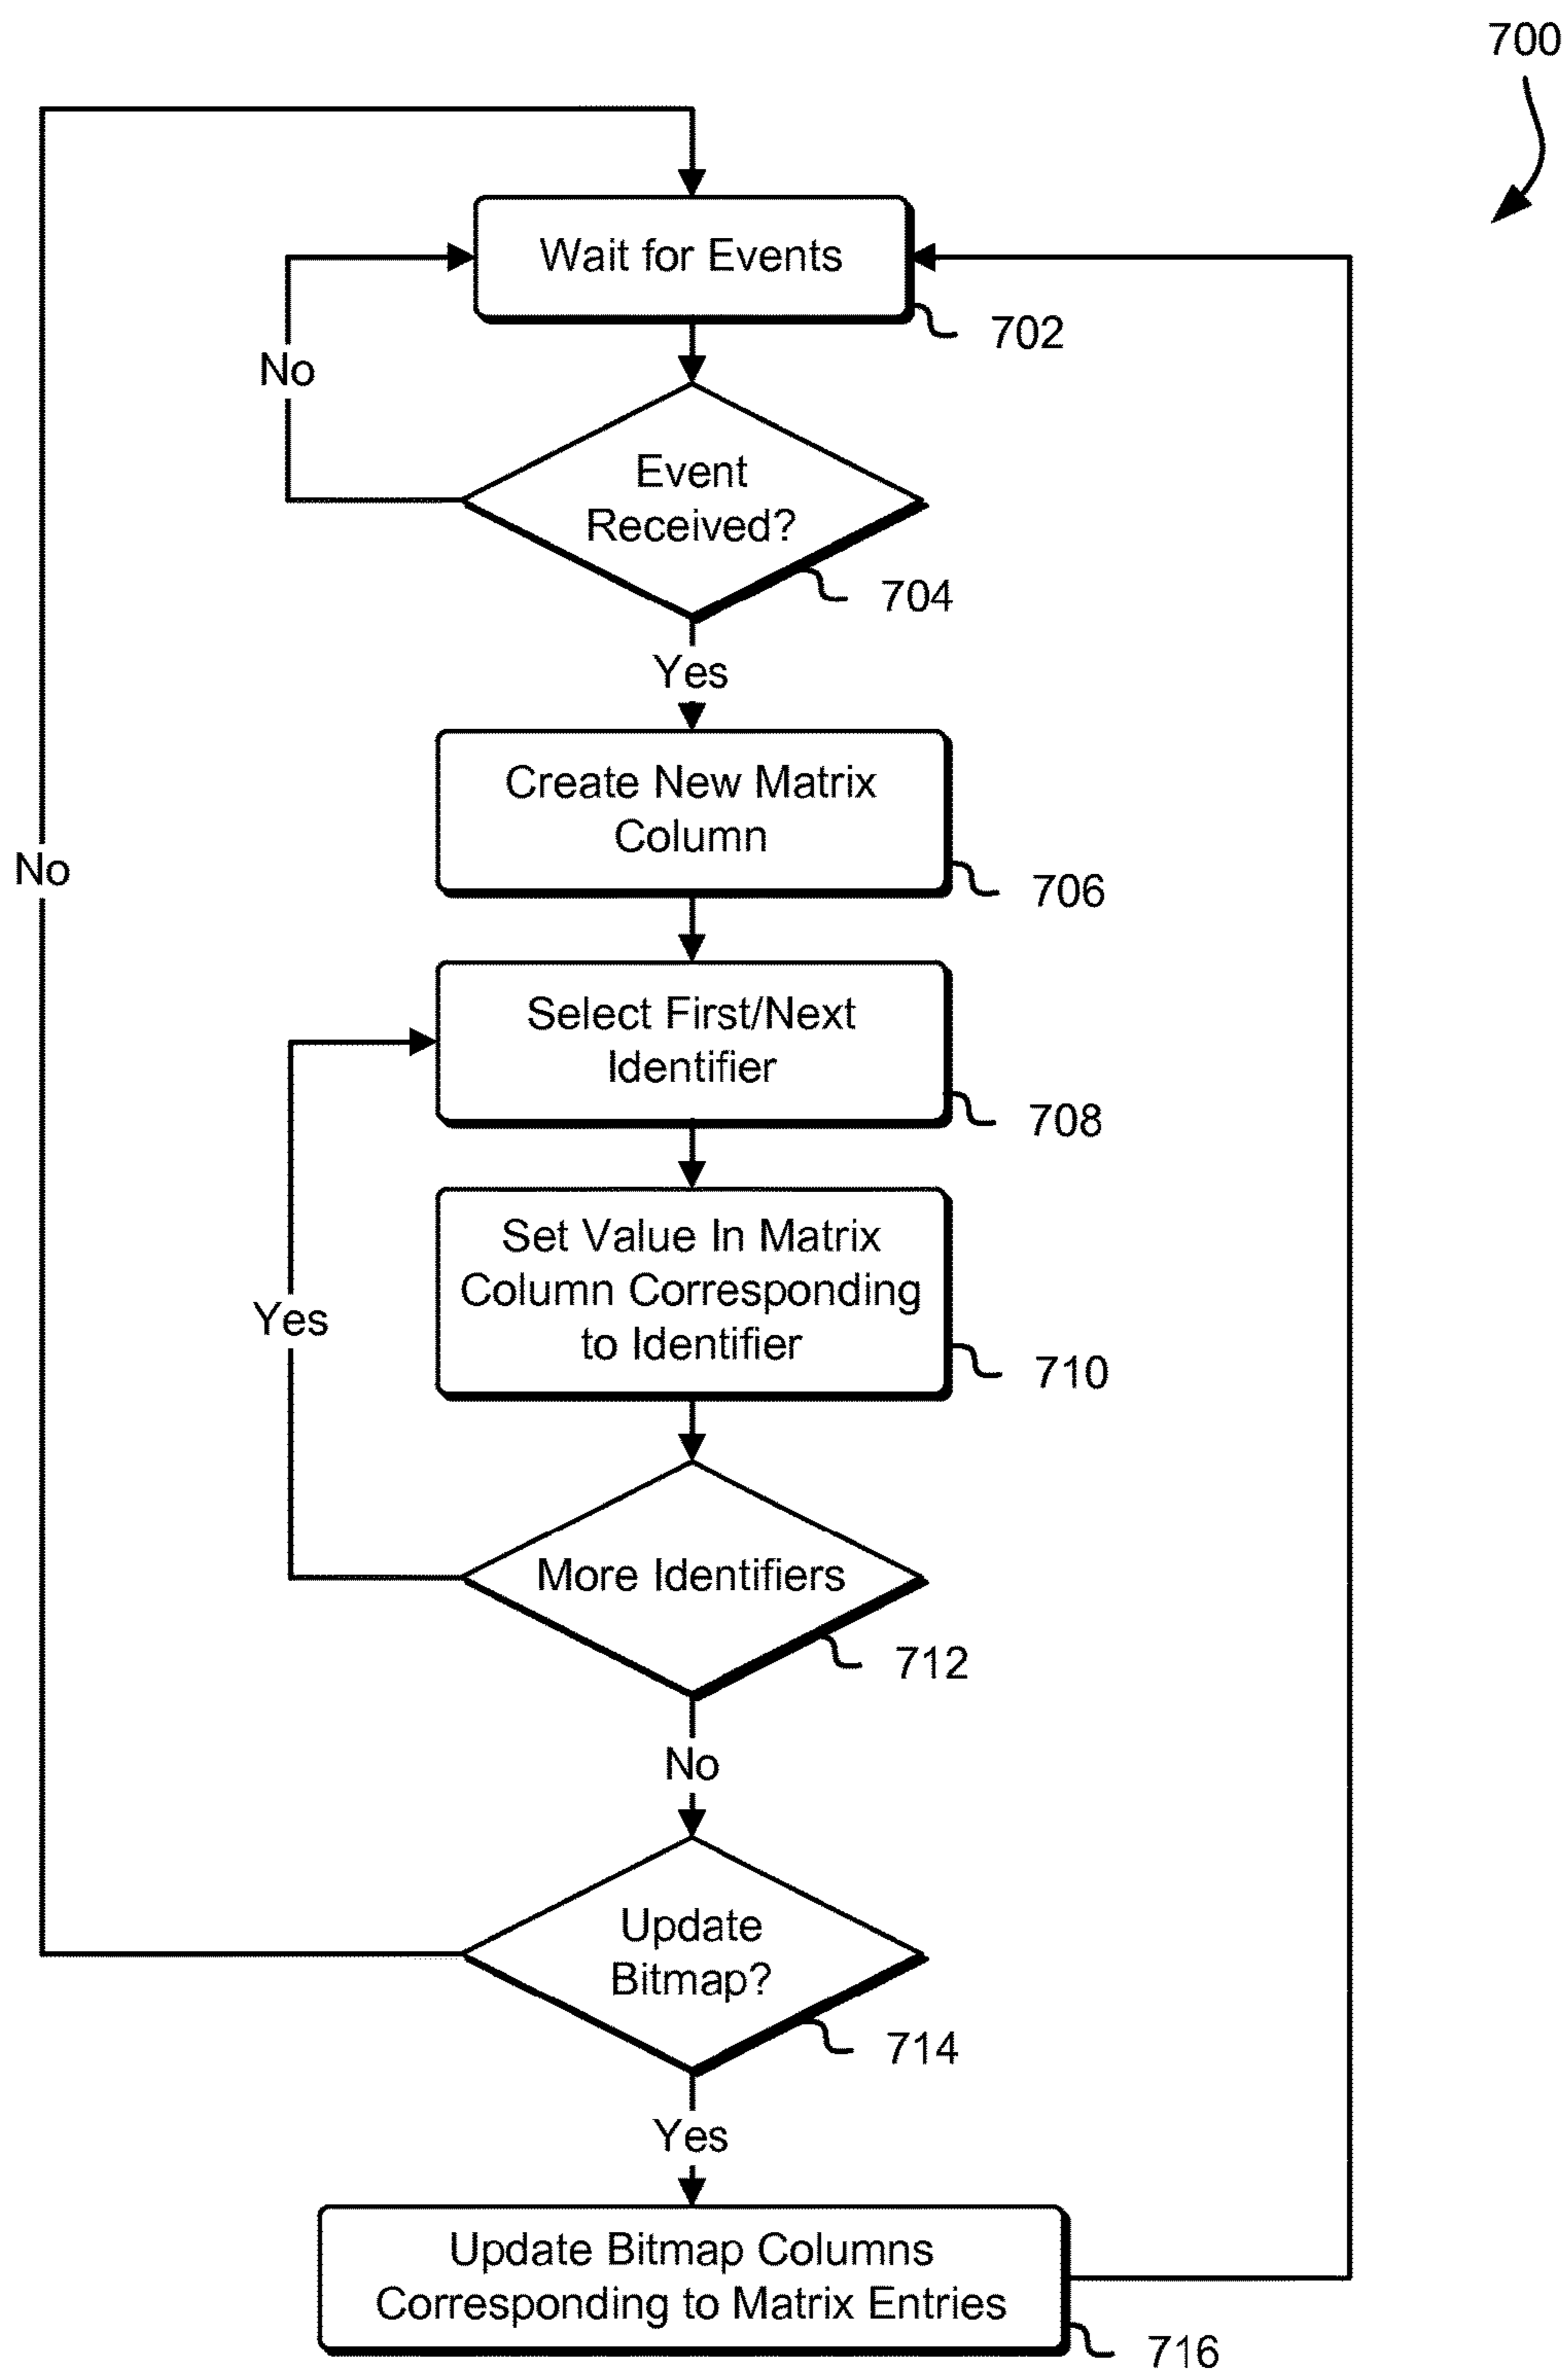 700
Wait for Events
702
No
Event
Received?
704
Yes
Create New Matrix
Column
No
706
Select First/Next
Identifier
708
Set Value In Matrix
Column Corresponding
to Identifier
Yes
710
More Identifiers
712
No
Update
Bitmap?
714
Yes
Update Bitmap Columns
Corresponding to Matrix Entries
716